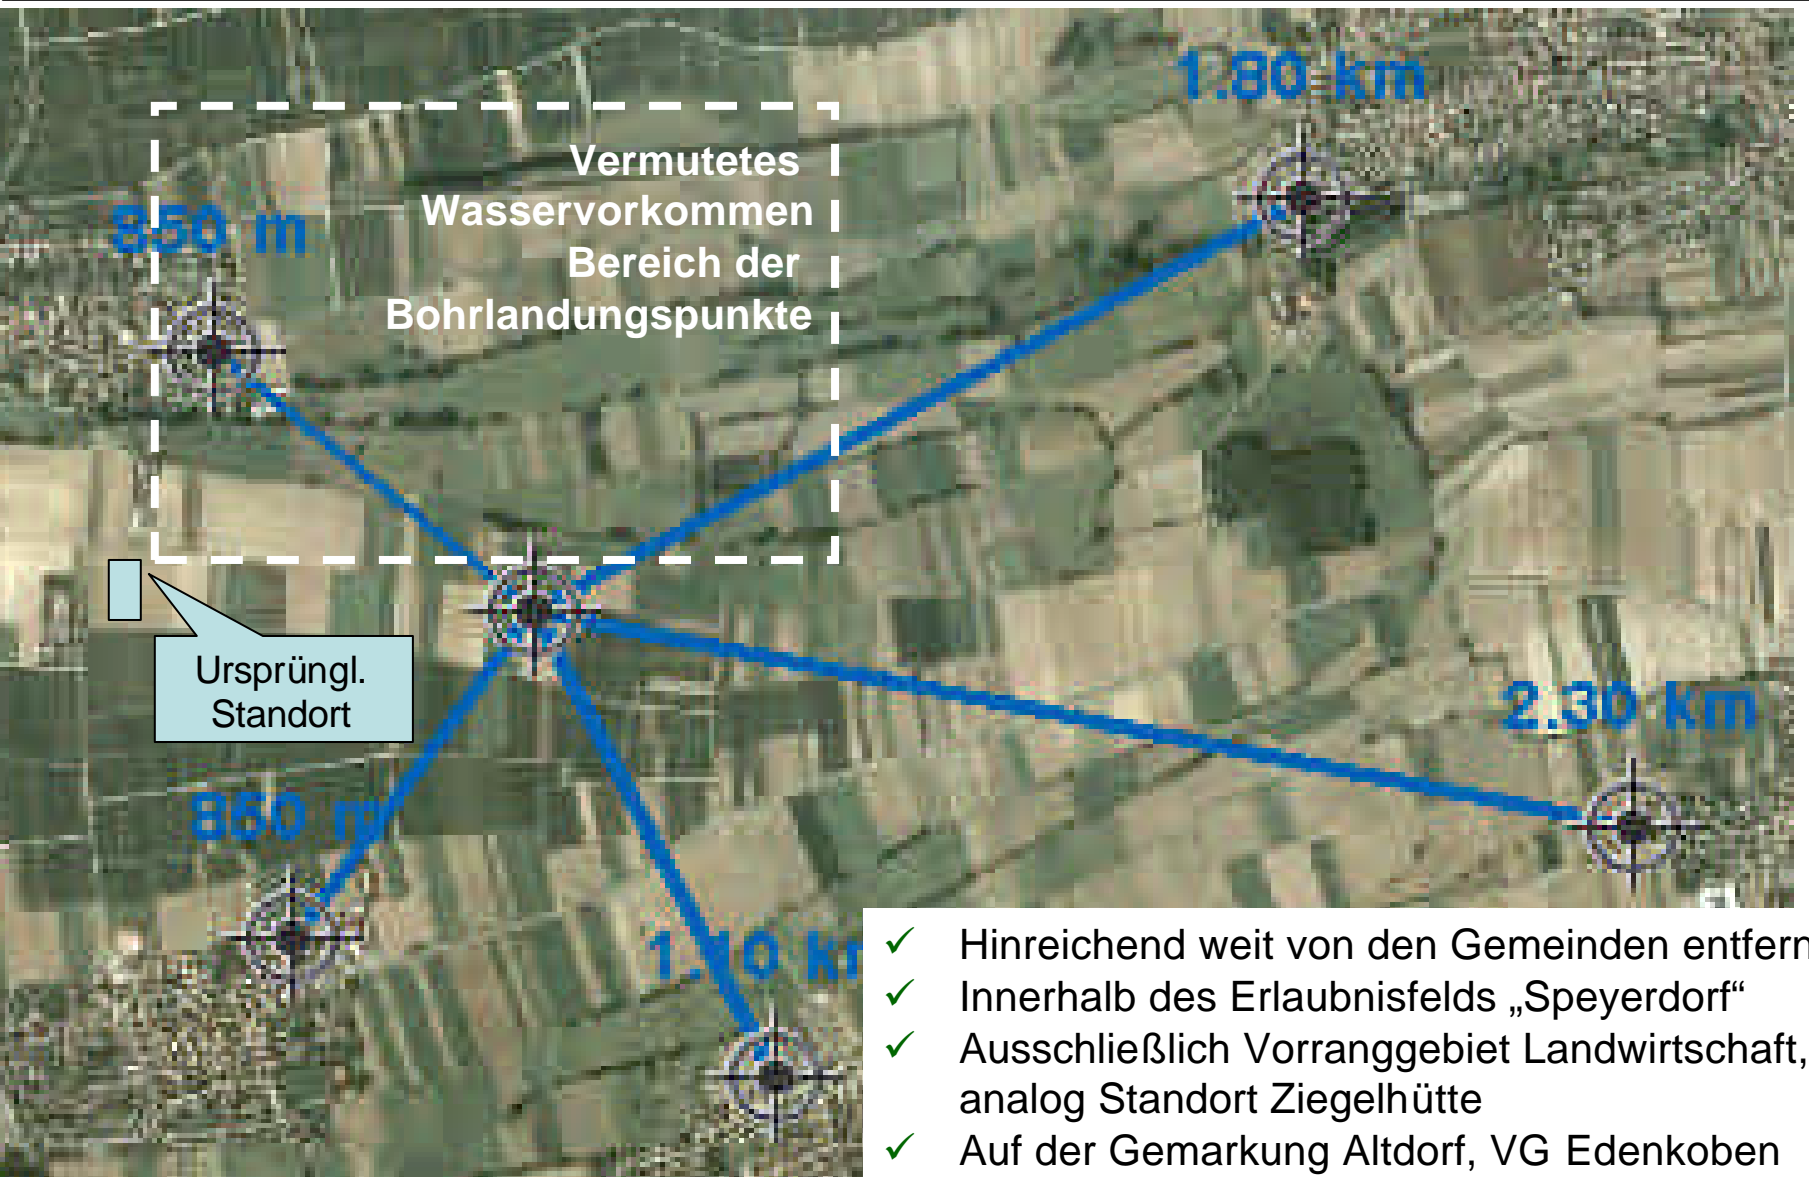 1.80 km
Vermutetes
Wasservorkommen
Bereich der
Bohrlandungspunkte
850 m
Ursprüngl.
Standort
2.30 km
850 m
✓ Hinreichend weit von den Gemeinden entfern
✓ Innerhalb des Erlaubnisfelds „Speyerdorf“
✓ Ausschließlich Vorranggebiet Landwirtschaft,
analog Standort Ziegelhütte
✓ Auf der Gemarkung Altdorf, VG Edenkoben